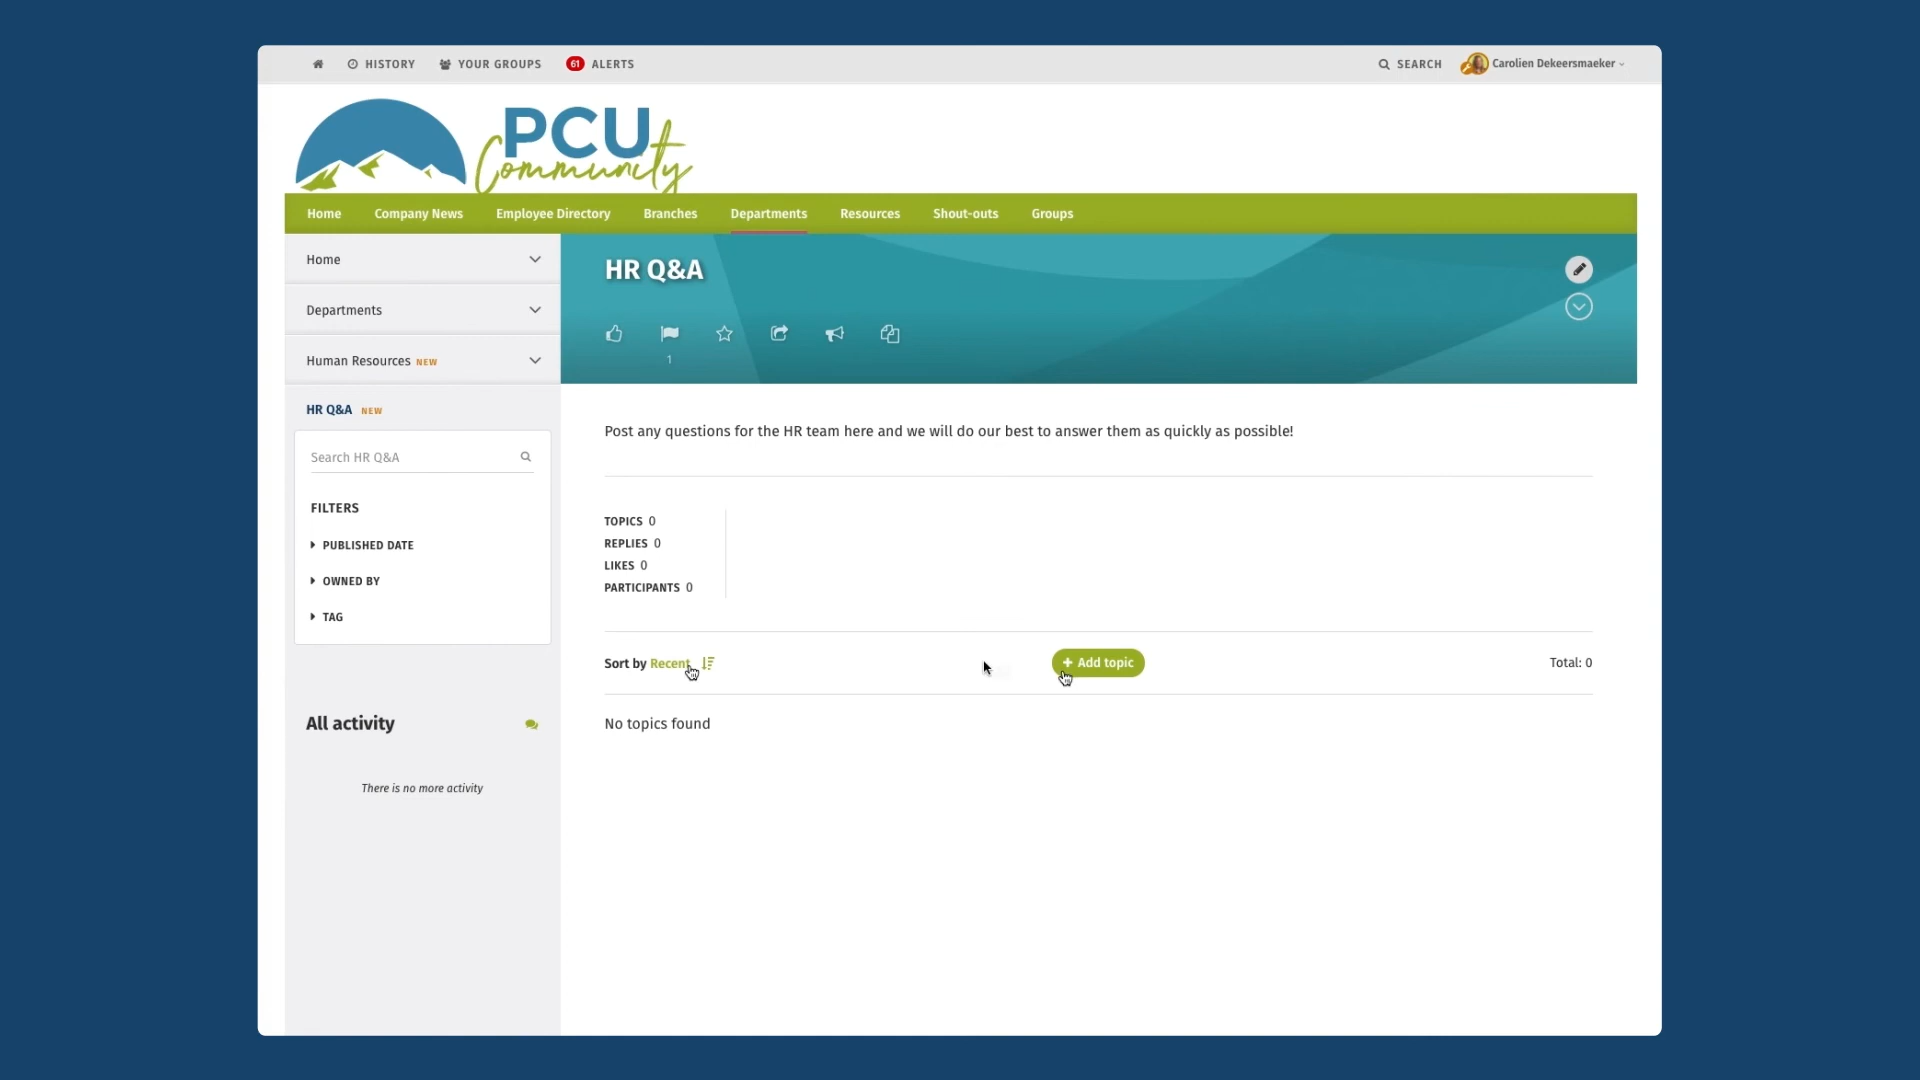 HISTORY YOUR GROUPS 61 ALERTS SEARCH Carolien Dekeersmaeker
PCU
Community
Home Company News Employee Directory Branches Departments Resources Shout-outs Groups
Home
Departments
Human Resources NEW
HR Q&A NEW
Search HR Q&A
FILTERS
PUBLISHED DATE
OWNED BY
TAG
All activity
There is no more activity
HR Q&A
1
Post any questions for the HR team here and we will do our best to answer them as quickly as possible!
TOPICS 0
REPLIES 0
LIKES 0
PARTICIPANTS 0
Sort by Recent + Add topic Total: 0
No topics found